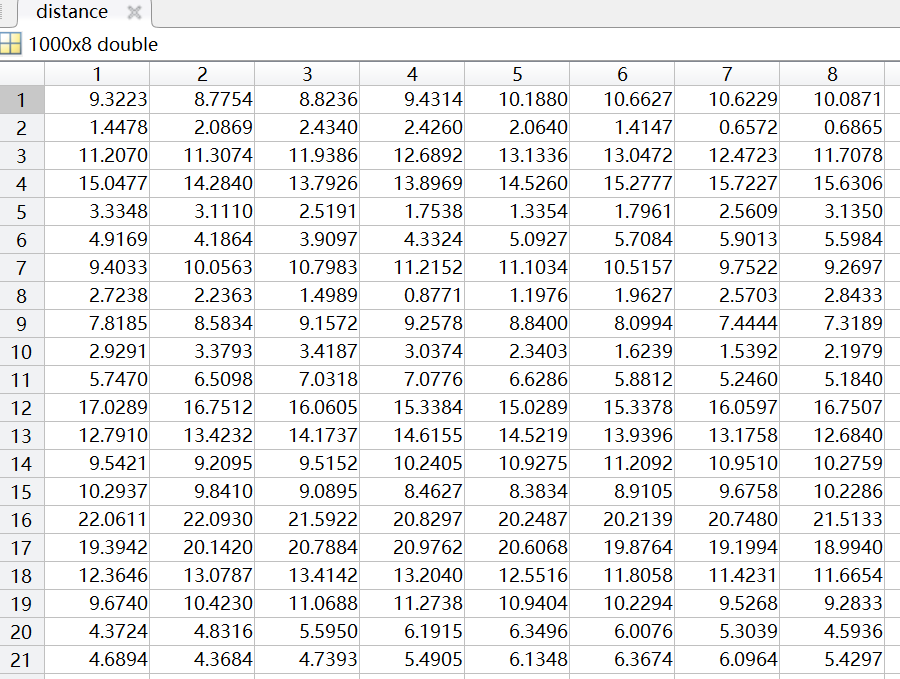 distance
1000x8 double
1 2 3 4 5 6 7 8
1 9.3223 8.7754 8.8236 9.4314 10.1880 10.6627 10.6229 10.0871
2 1.4478 2.0869 2.4340 2.4260 2.0640 1.4147 0.6572 0.6865
3 11.2070 11.3074 11.9386 12.6892 13.1336 13.0472 12.4723 11.7078
4 15.0477 14.2840 13.7926 13.8969 14.5260 15.2777 15.7227 15.6306
5 3.3348 3.1110 2.5191 1.7538 1.3354 1.7961 2.5609 3.1350
6 4.9169 4.1864 3.9097 4.3324 5.0927 5.7084 5.9013 5.5984
7 9.4033 10.0563 10.7983 11.2152 11.1034 10.5157 9.7522 9.2697
8 2.7238 2.2363 1.4989 0.8771 1.1976 1.9627 2.5703 2.8433
9 7.8185 8.5834 9.1572 9.2578 8.8400 8.0994 7.4444 7.3189
10 2.9291 3.3793 3.4187 3.0374 2.3403 1.6239 1.5392 2.1979
11 5.7470 6.5098 7.0318 7.0776 6.6286 5.8812 5.2460 5.1840
12 17.0289 16.7512 16.0605 15.3384 15.0289 15.3378 16.0597 16.7507
13 12.7910 13.4232 14.1737 14.6155 14.5219 13.9396 13.1758 12.6840
14 9.5421 9.2095 9.5152 10.2405 10.9275 11.2092 10.9510 10.2759
15 10.2937 9.8410 9.0895 8.4627 8.3834 8.9105 9.6758 10.2286
16 22.0611 22.0930 21.5922 20.8297 20.2487 20.2139 20.7480 21.5133
17 19.3942 20.1420 20.7884 20.9762 20.6068 19.8764 19.1994 18.9940
18 12.3646 13.0787 13.4142 13.2040 12.5516 11.8058 11.4231 11.6654
19 9.6740 10.4230 11.0688 11.2738 10.9404 10.2294 9.5268 9.2833
20 4.3724 4.8316 5.5950 6.1915 6.3496 6.0076 5.3039 4.5936
21 4.6894 4.3684 4.7393 5.4905 6.1348 6.3674 6.0964 5.4297